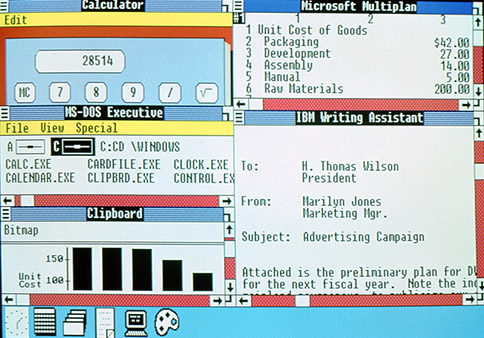 Calculator
Edit
28514
MC 7 8 9 / √
MS-DOS Executive
File View Special
A C C:CD \WINDOWS
CALC.EXE CARDFILE.EXE CLOCK.EXE
CALENDAR.EXE CLIPBRD.EXE CONTROL.EX
Clipboard
Bitmap
150
Unit
Cost 100
Microsoft Multiplan
#1 1 2 3
1 Unit Cost of Goods
2 Packaging $42.00
3 Development 27.00
4 Assembly 14.00
5 Manual 5.00
6 Raw Materials 200.00
IBM Writing Assistant
To: H. Thomas Wilson
President
From: Marilyn Jones
Marketing Mgr.
Subject: Advertising Campaign
Attached is the preliminary plan for
for the next fiscal year. Note the